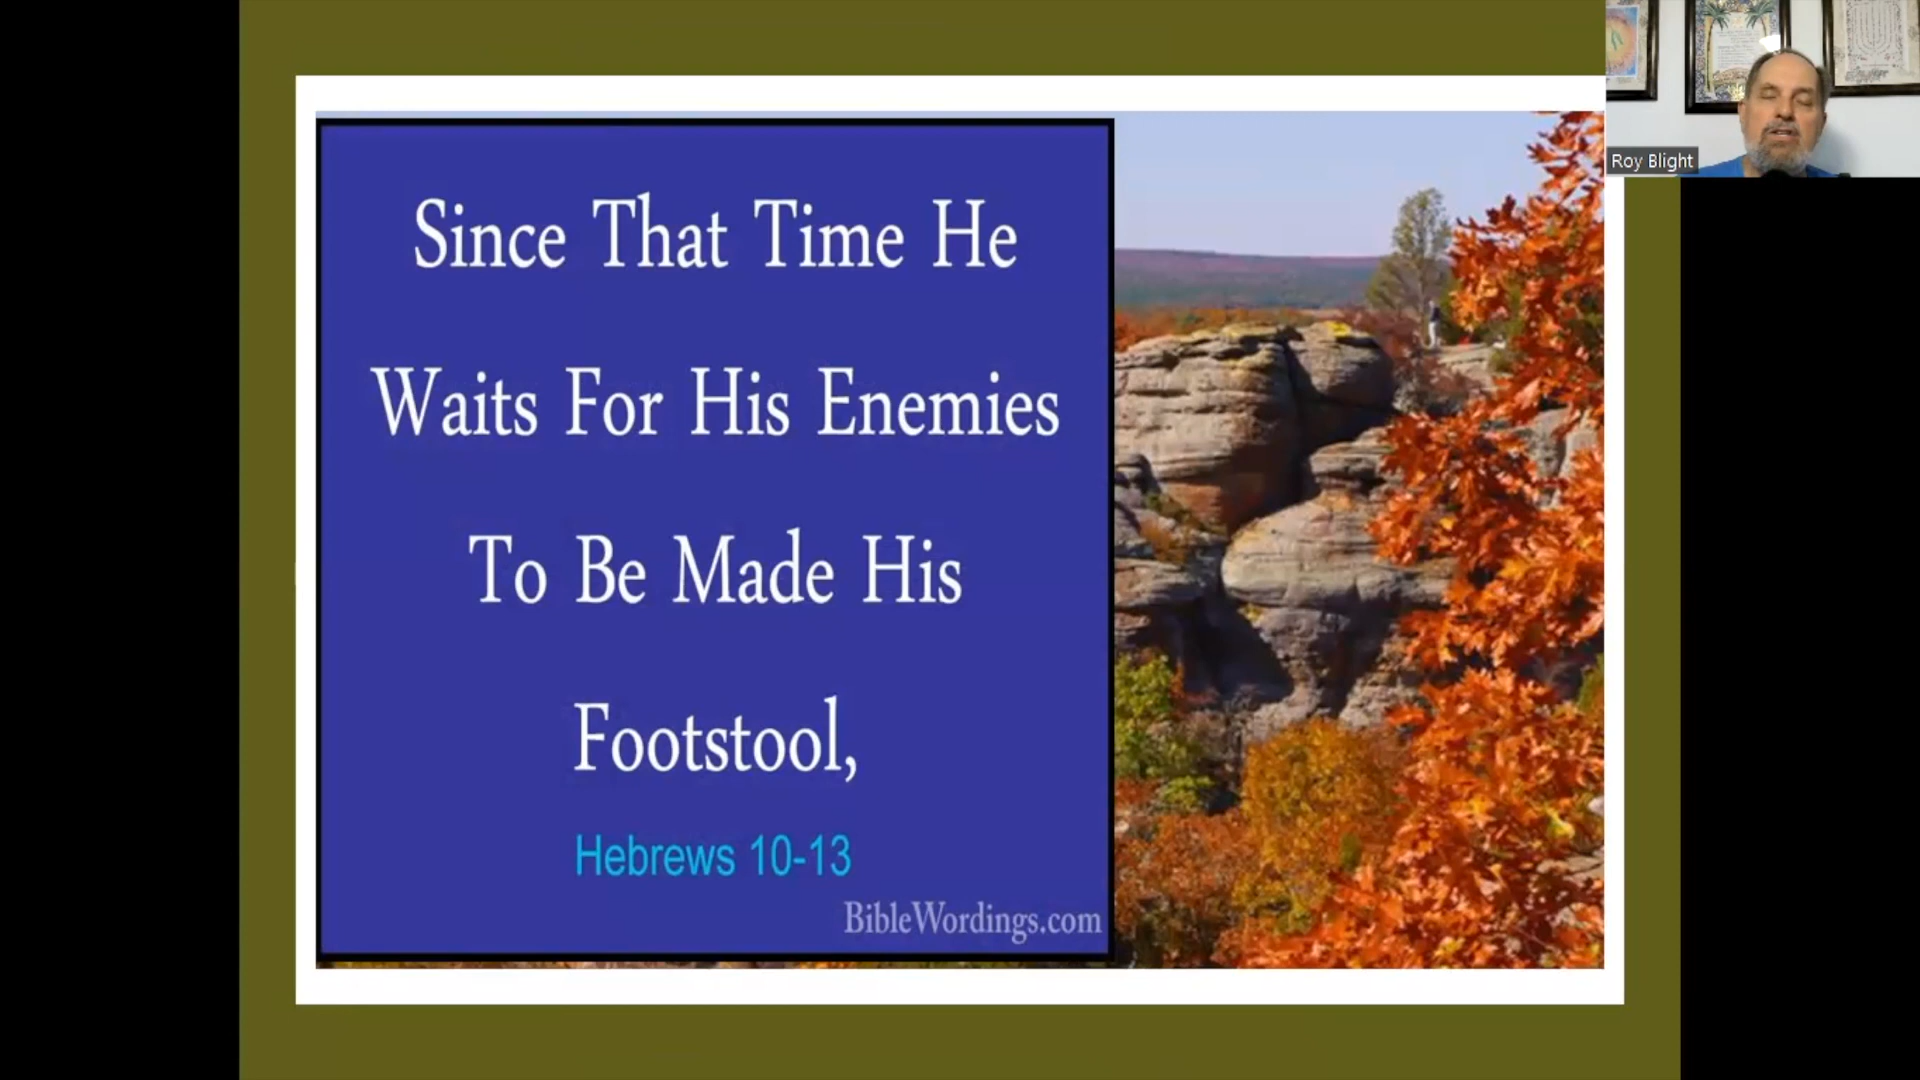 Since That Time He
Waits For His Enemies
To Be Made His
Footstool,
Hebrews 10-13
BibleWordings.com
Roy Blight